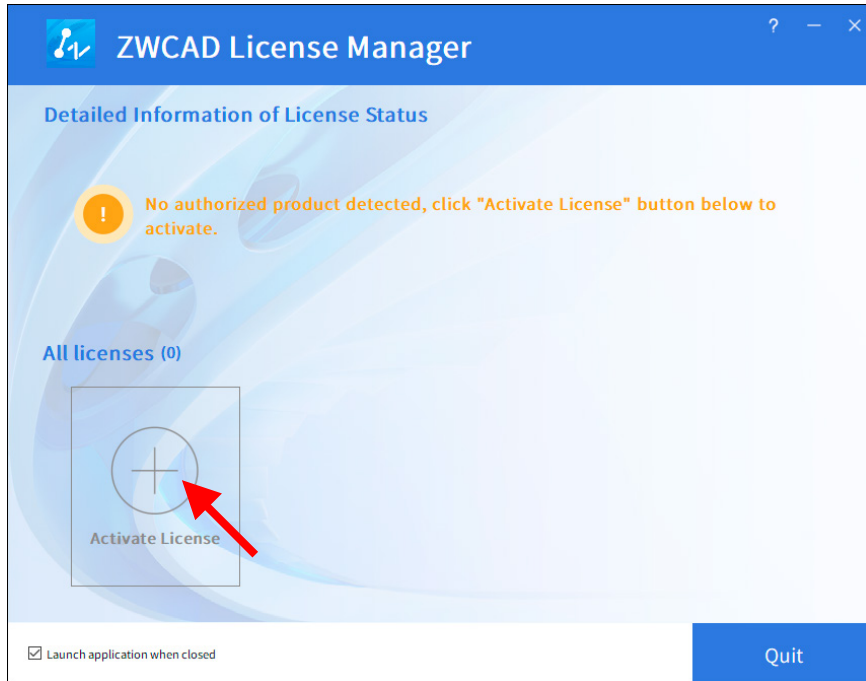 ZWCAD License Manager
?
Detailed Information of License Status
!
No authorized product detected, click "Activate License" button below to
activate.
All licenses (0)
Activate License
Launch application when closed
Quit